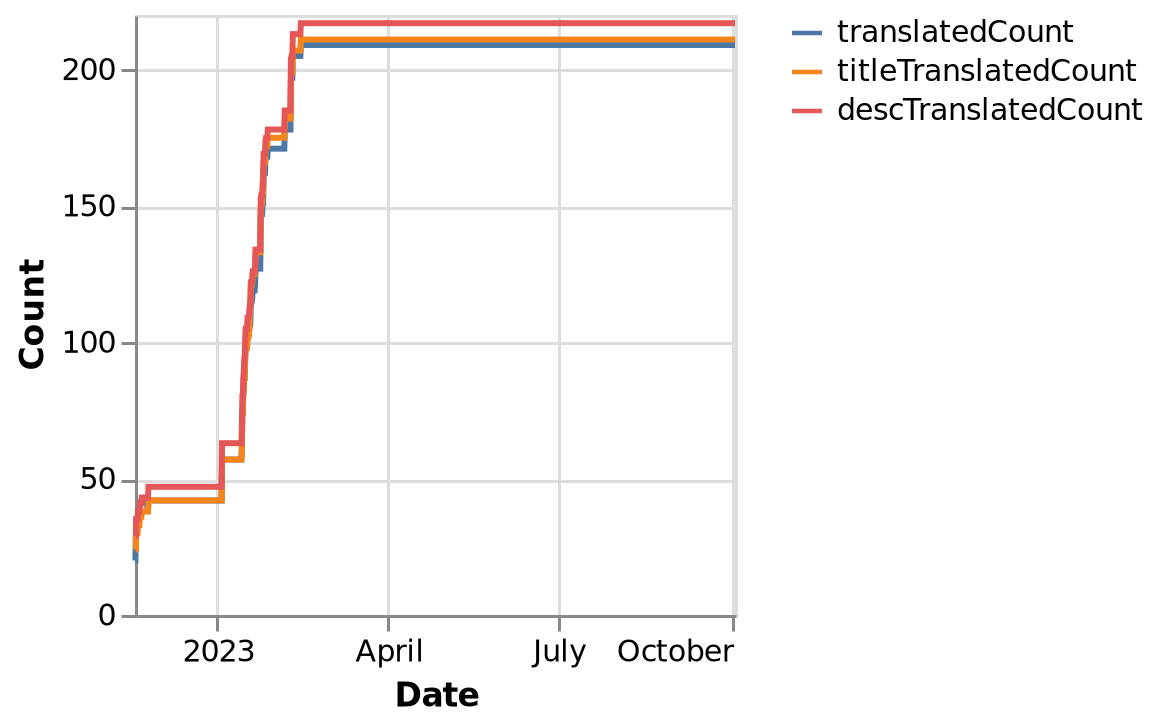 translatedCount
titleTranslatedCount
descTranslatedCount
200
150
100
50
0
Count
2023 April July October
Date